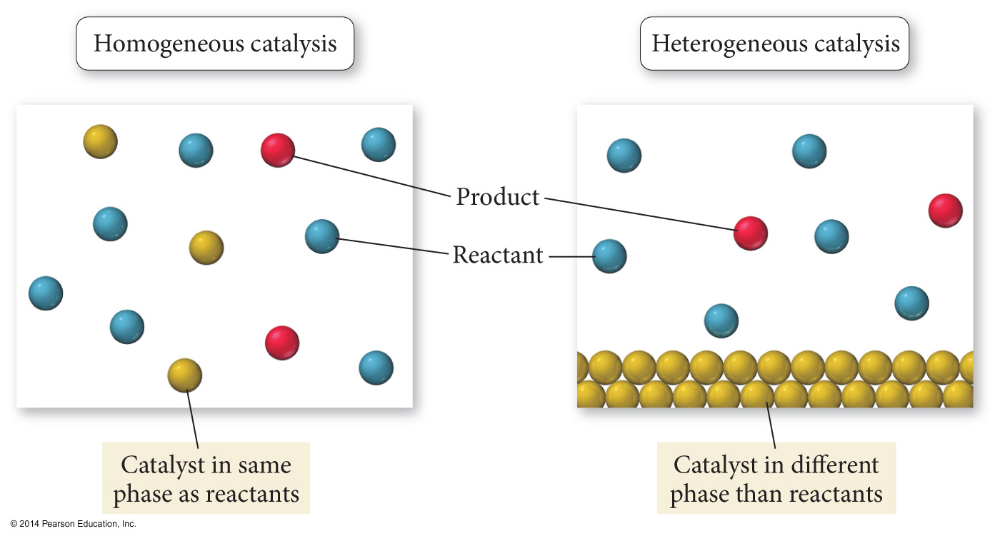 Homogeneous catalysis
Heterogeneous catalysis
Product
Reactant
Catalyst in same
phase as reactants
Catalyst in different
phase than reactants
© 2014 Pearson Education, Inc.